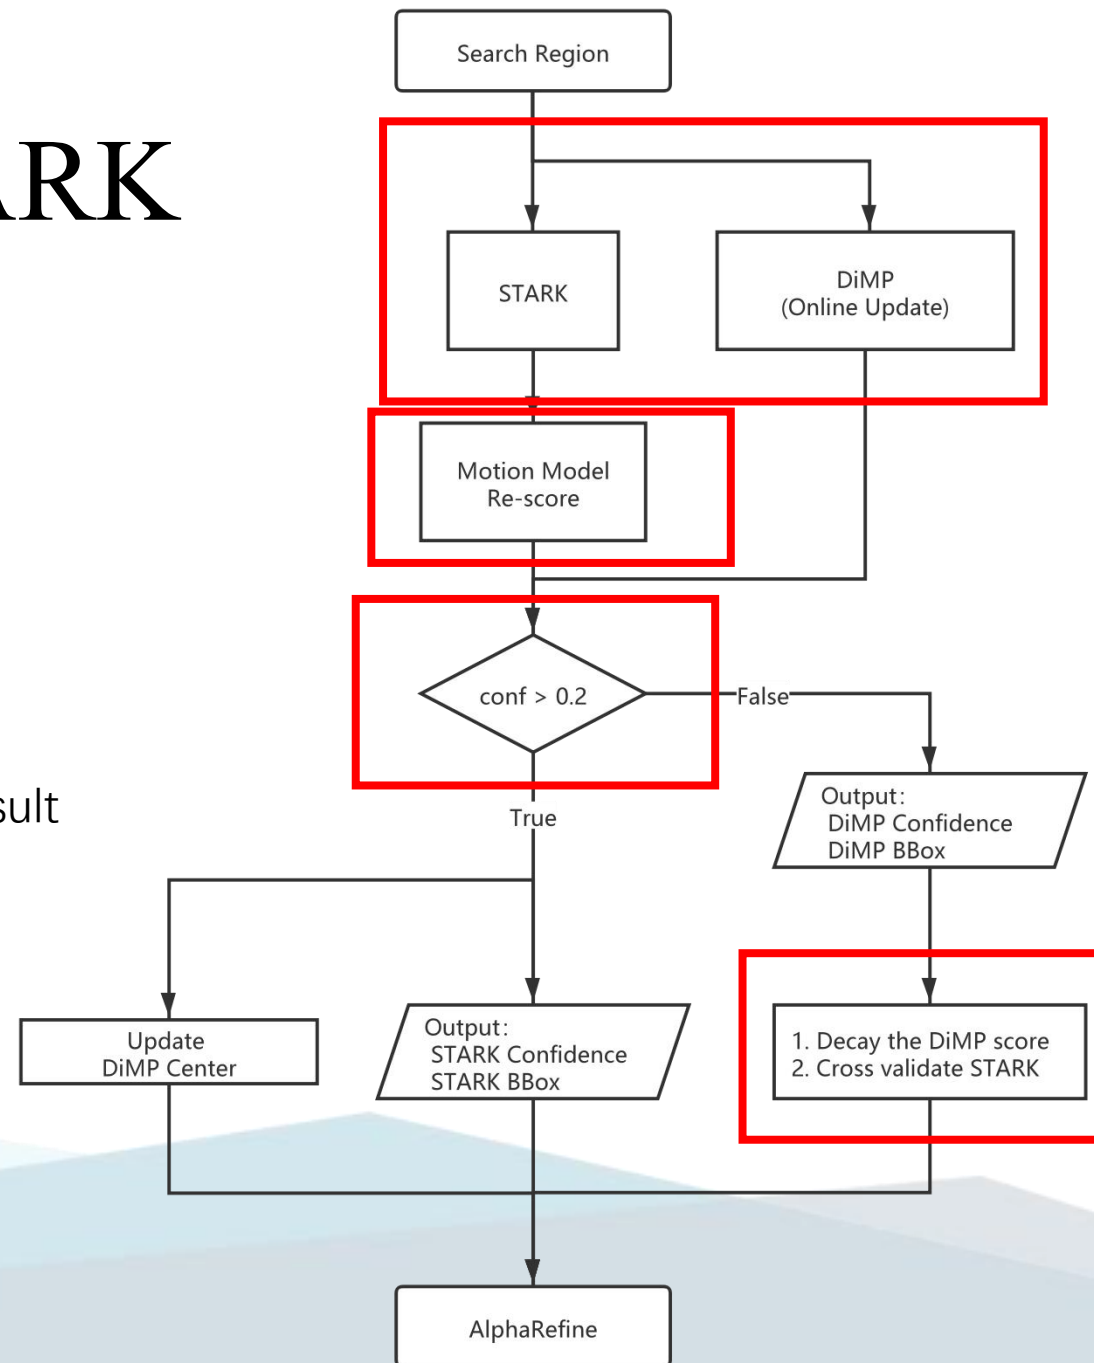 Search Region
ARK
STARK
DiMP
(Online Update)
Motion Model
Re-score
conf > 0.2
False
sult
True
Output:
DiMP Confidence
DiMP BBox
Update
DiMP Center
Output:
STARK Confidence
STARK BBox
1. Decay the DiMP score
2. Cross validate STARK
AlphaRefine